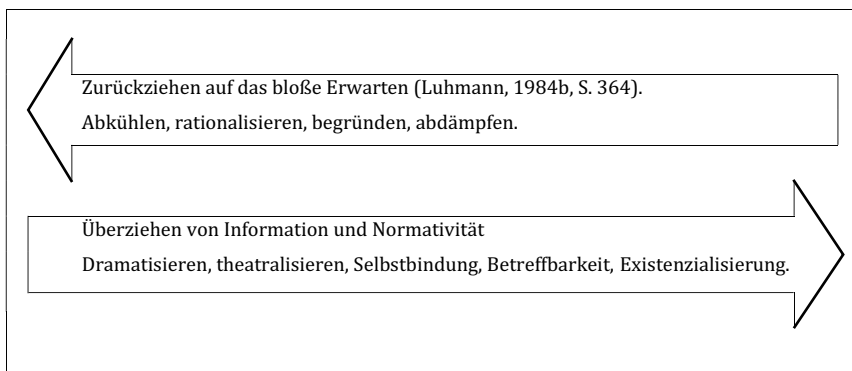 Zurückziehen auf das bloße Erwarten (Luhmann, 1984b, S. 364).
Abkühlen, rationalisieren, begründen, abdämpfen.
Überziehen von Information und Normativität
Dramatisieren, theatralisieren, Selbstbindung, Betreffbarkeit, Existenzialisierung.